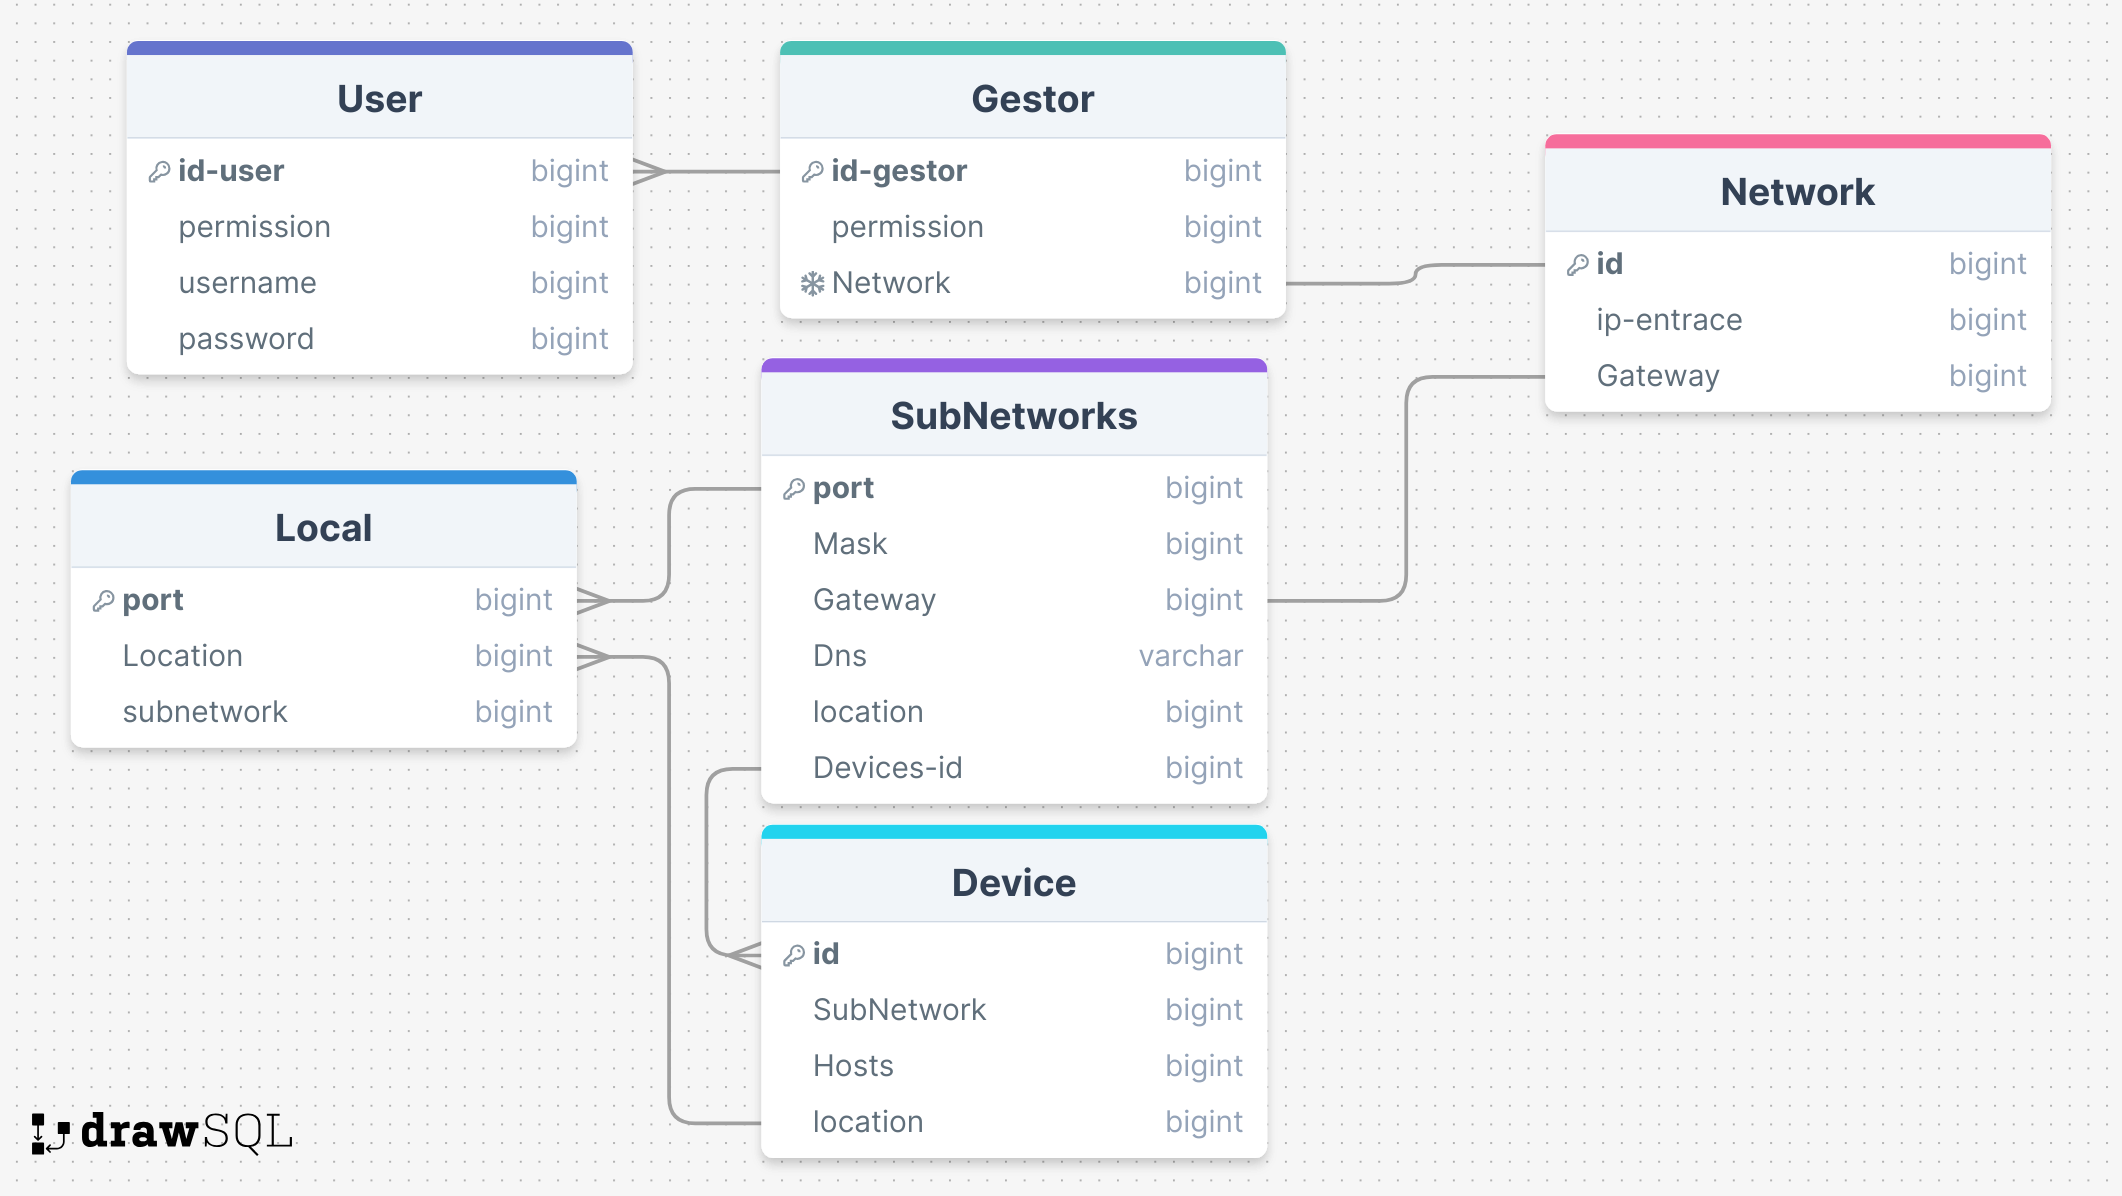 User
id-user bigint
permission bigint
username bigint
password bigint
Gestor
id-gestor bigint
permission bigint
Network bigint
Network
id bigint
ip-entrace bigint
Gateway bigint
SubNetworks
port bigint
Mask bigint
Gateway bigint
Dns varchar
location bigint
Devices-id bigint
Local
port bigint
Location bigint
subnetwork bigint
Device
id bigint
SubNetwork bigint
Hosts bigint
location bigint
drawSQL